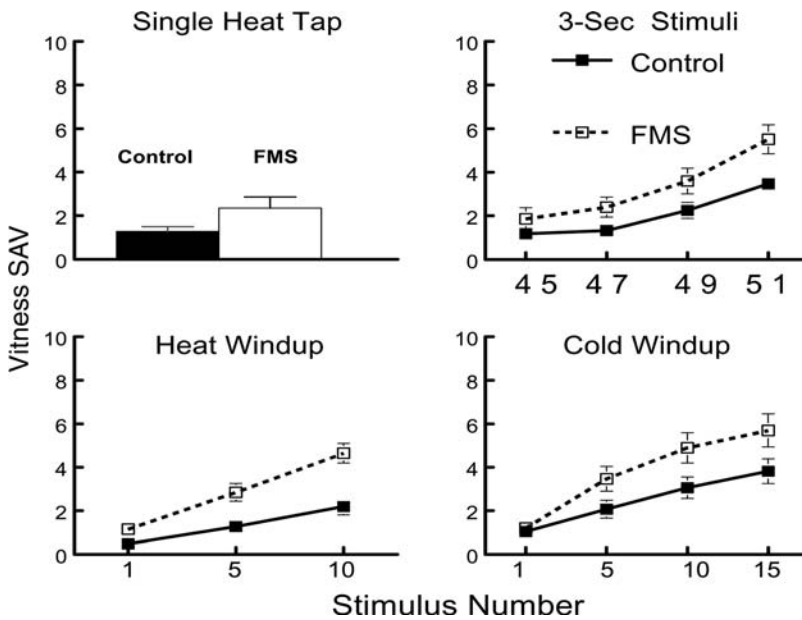 Single Heat Tap
10
8
6
4
2
0
Control FMS
3-Sec Stimuli
10
8
6
4
2
0
Control
FMS
4 5 4 7 4 9 5 1
Vitness SAV
Heat Windup
10
8
6
4
2
0
1 5 10
Cold Windup
10
8
6
4
2
0
1 5 10 15
Stimulus Number